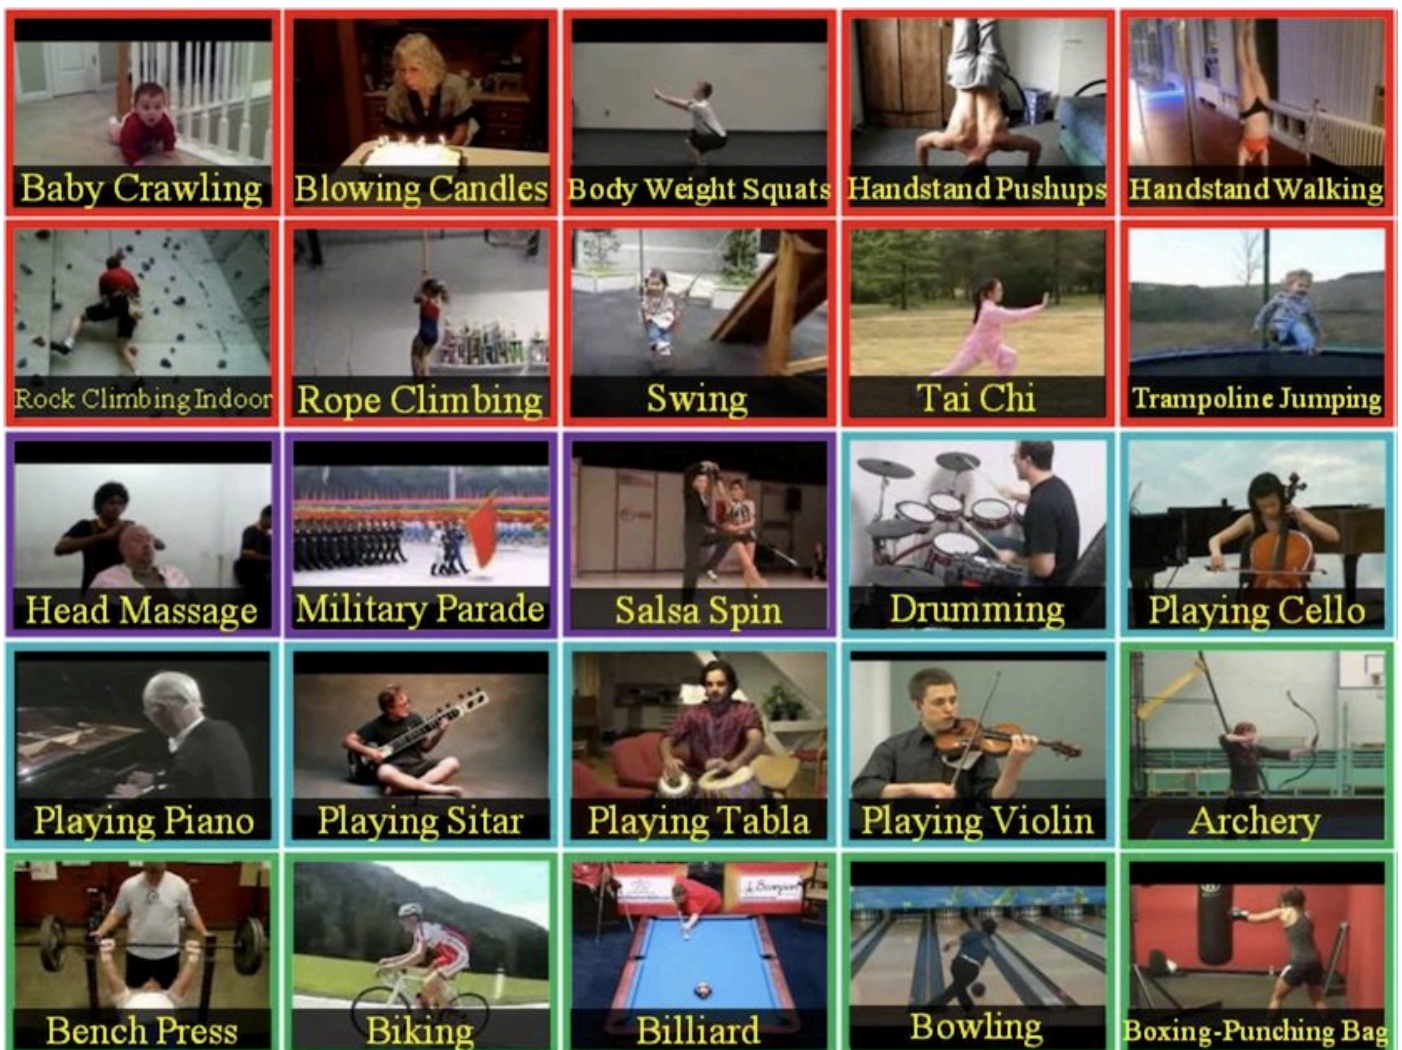 Baby Crawling
Blowing Candles
Body Weight Squats
Handstand Pushups
Handstand Walking
Rock Climbing Indoor
Rope Climbing
Swing
Tai Chi
Trampoline Jumping
Head Massage
Military Parade
Salsa Spin
Drumming
Playing Cello
Playing Piano
Playing Sitar
Playing Tabla
Playing Violin
Archery
Bench Press
Biking
Billiard
Bowling
Boxing-Punching Bag